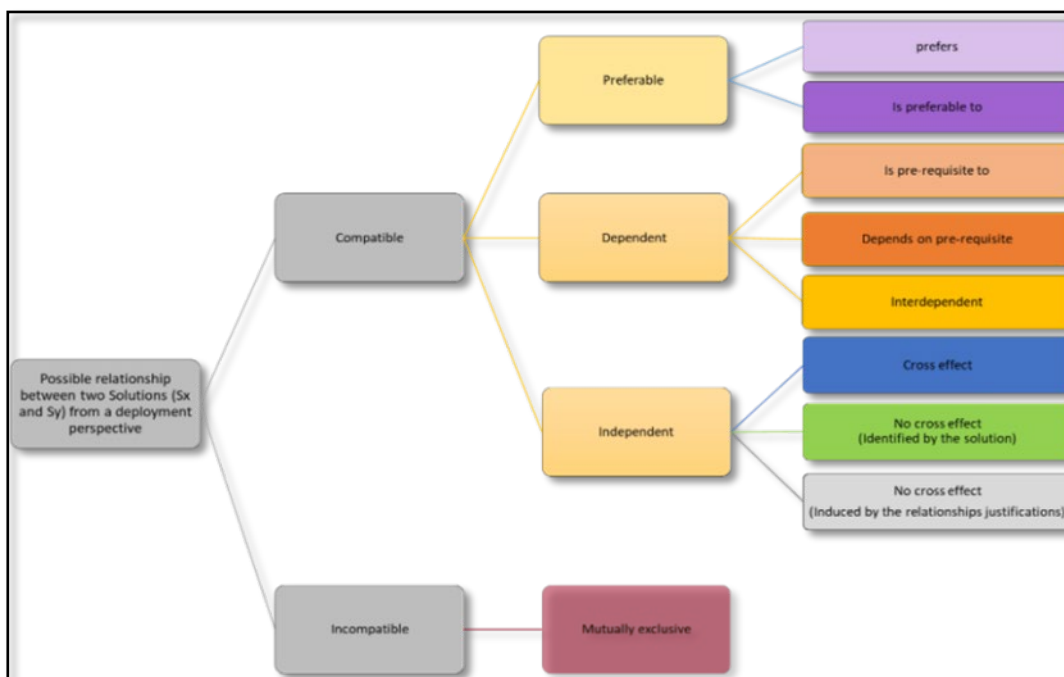 prefers
Preferable
Is preferable to
Is pre-requisite to
Compatible
Dependent
Depends on pre-requisite
Interdependent
Possible relationship
between two Solutions (Sx
and Sy) from a deployment
perspective
Cross effect
Independent
No cross effect
(Identified by the solution)
No cross effect
(Induced by the relationships justifications)
Incompatible
Mutually exclusive